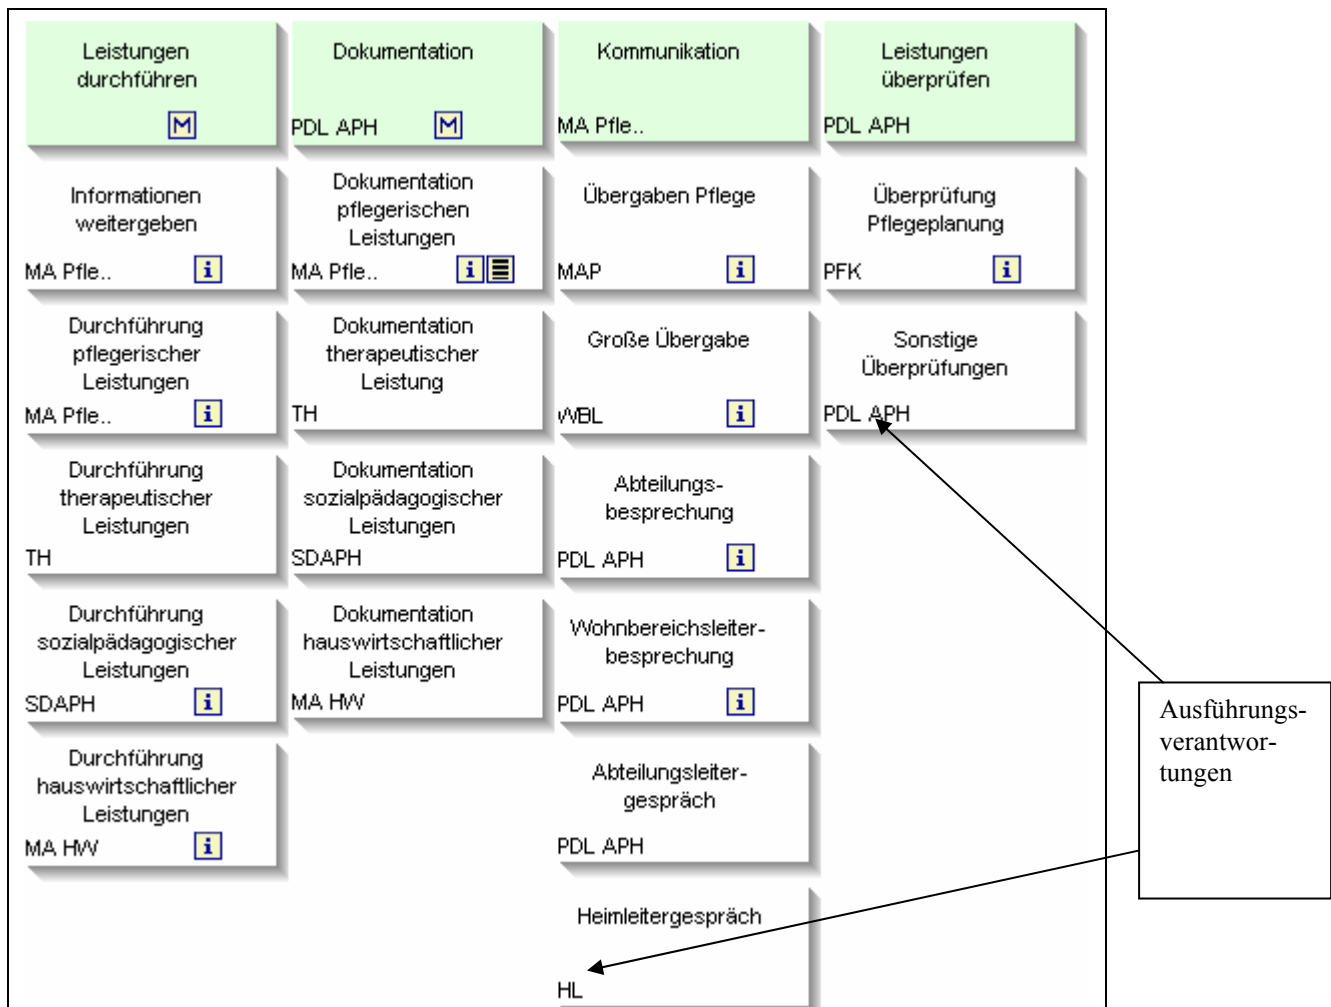 Leistungen
durchführen
M
Dokumentation
PDL APH
M
Kommunikation
MA Pfle..
Leistungen
überprüfen
PDL APH
Informationen
weitergeben
MA Pfle..
i
Dokumentation
pflegerischen
Leistungen
MA Pfle..
i
Übergaben Pflege
MAP
i
Überprüfung
Pflegeplanung
PFK
i
Durchführung
pflegerischer
Leistungen
MA Pfle..
i
Dokumentation
therapeutischer
Leistung
TH
Große Übergabe
WBL
i
Sonstige
Überprüfungen
PDL APH
Durchführung
therapeutischer
Leistungen
TH
Dokumentation
sozialpädagogischer
Leistungen
SDAPH
Abteilungs-
besprechung
PDL APH
i
Durchführung
sozialpädagogischer
Leistungen
SDAPH
i
Dokumentation
hauswirtschaftlicher
Leistungen
MA HW
Wohnbereichsleiter-
besprechung
PDL APH
i
Durchführung
hauswirtschaftlicher
Leistungen
MA HW
i
Abteilungsleiter-
gespräch
PDL APH
Heimleitergespräch
HL
Ausführungs-
verantwor-
tungen